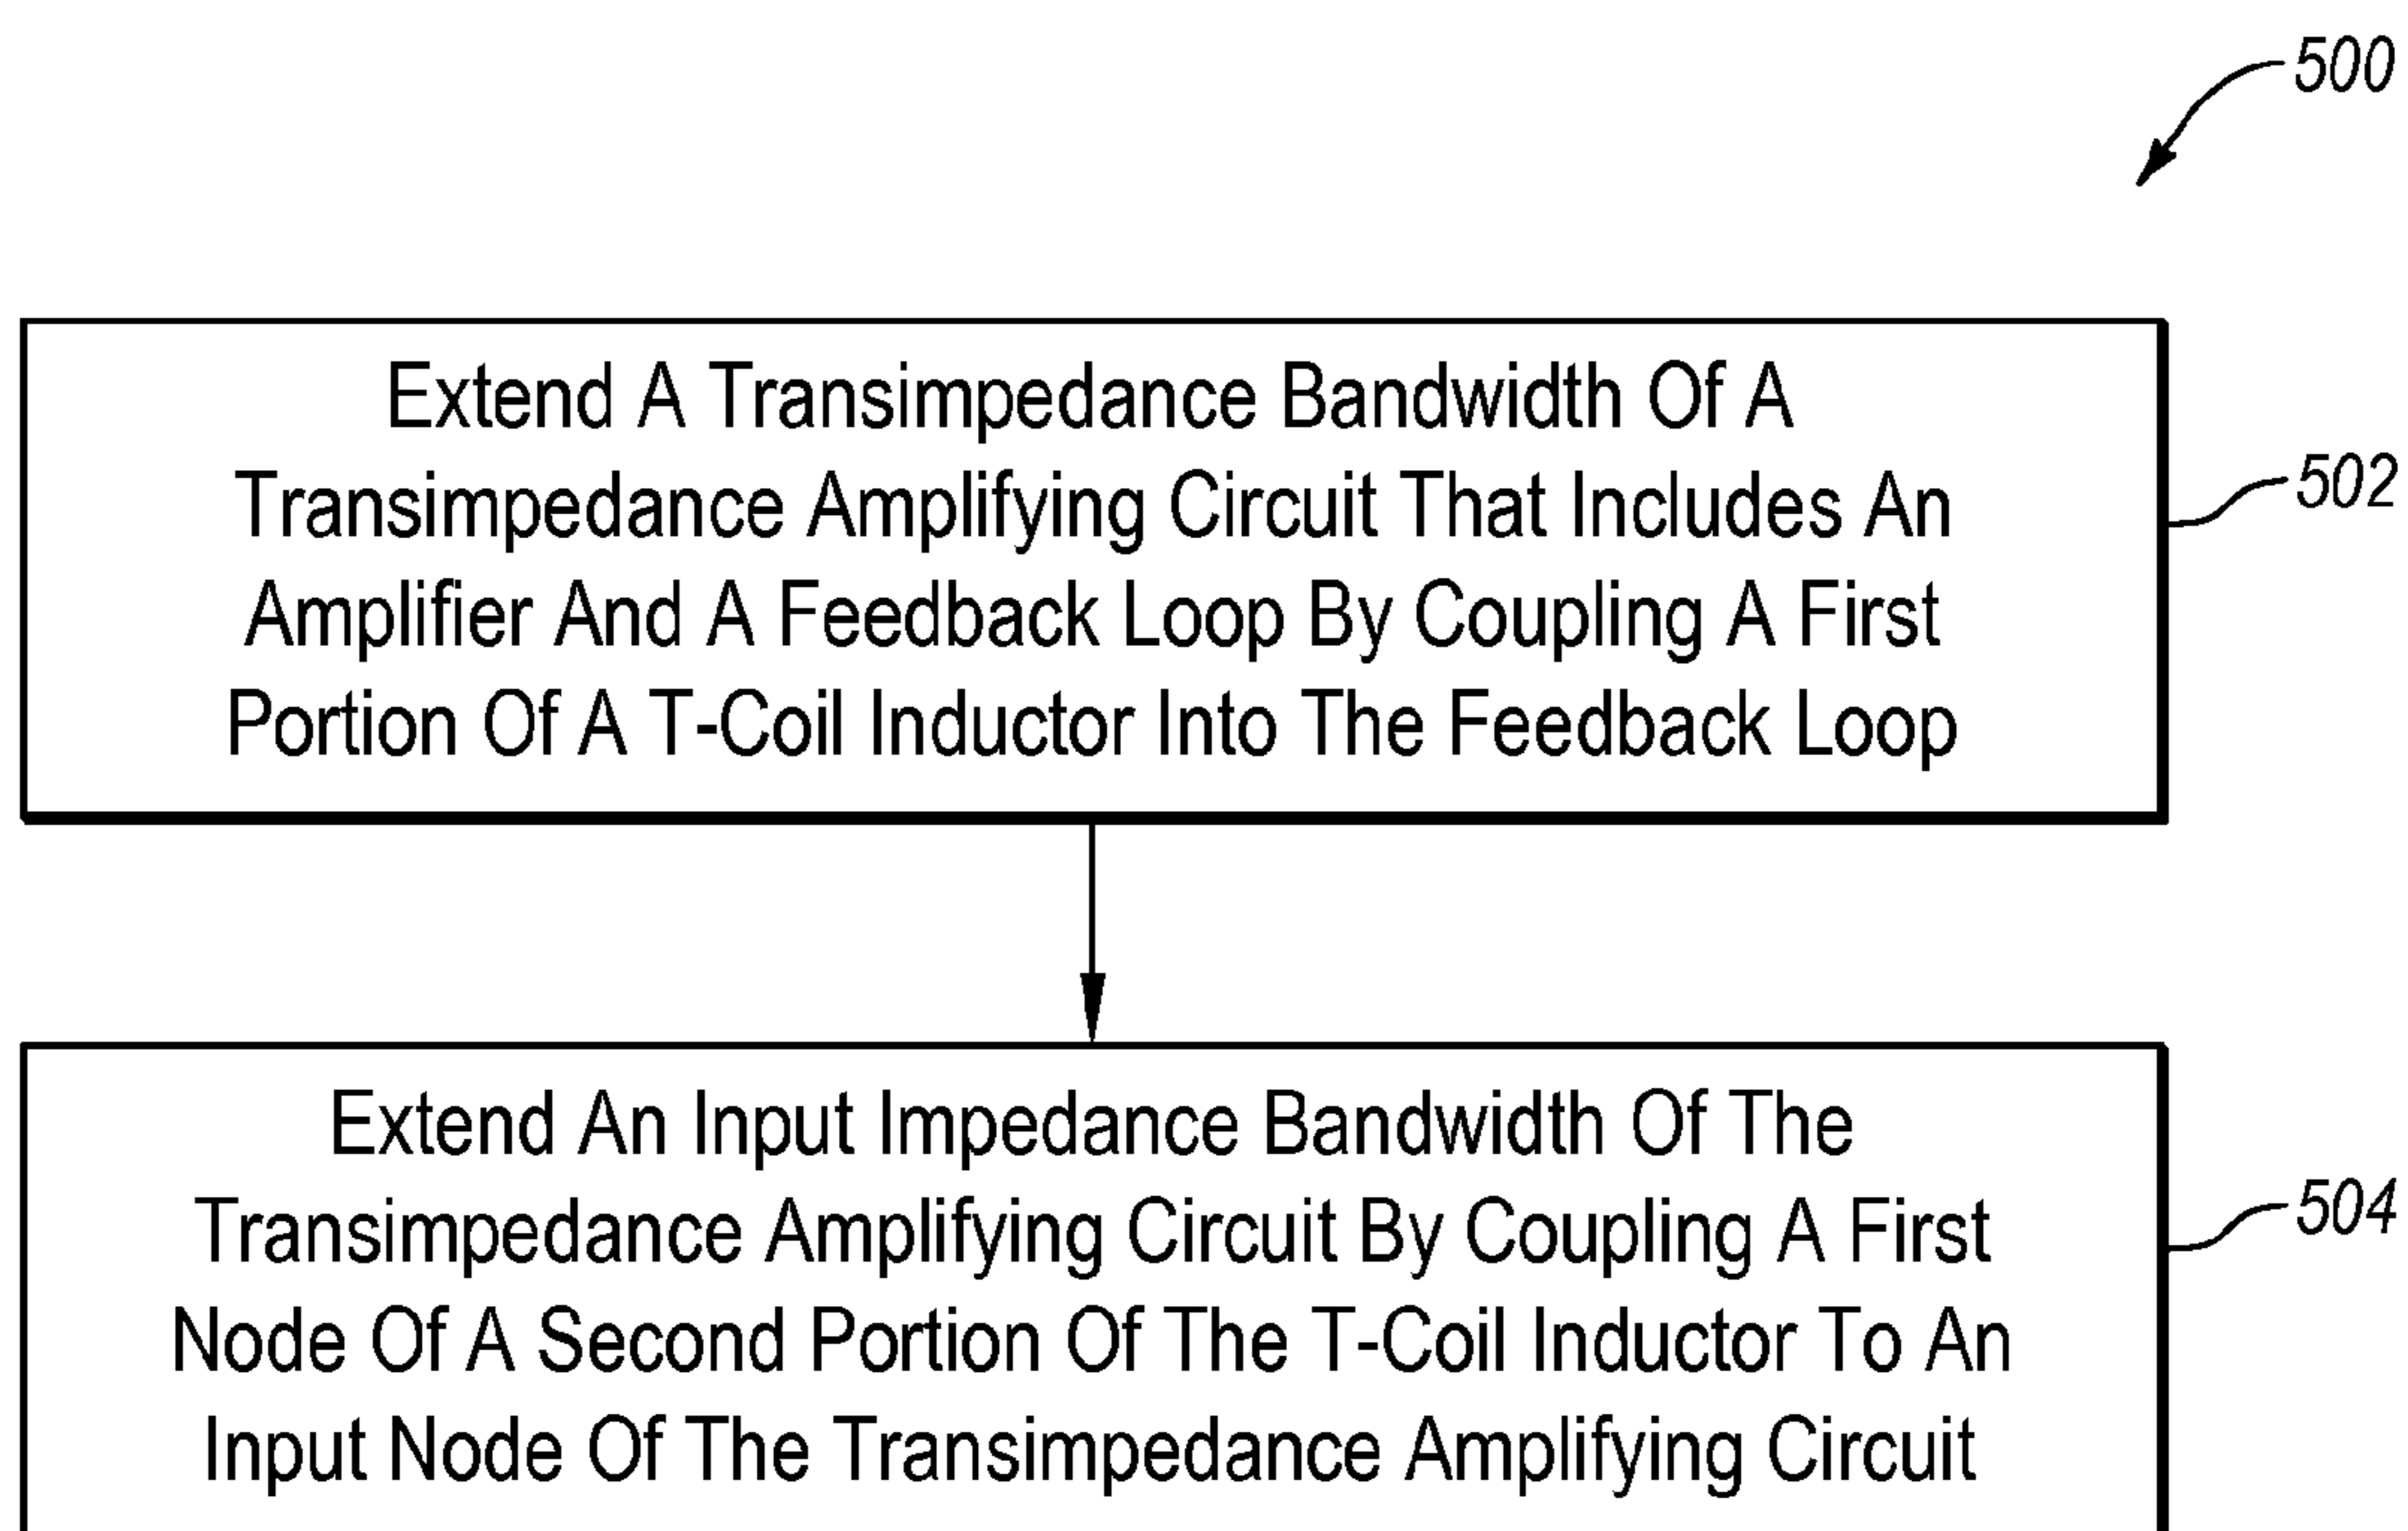 500
Extend A Transimpedance Bandwidth Of A
Transimpedance Amplifying Circuit That Includes An
Amplifier And A Feedback Loop By Coupling A First
Portion Of A T-Coil Inductor Into The Feedback Loop
502
Extend An Input Impedance Bandwidth Of The
Transimpedance Amplifying Circuit By Coupling A First
Node Of A Second Portion Of The T-Coil Inductor To An
Input Node Of The Transimpedance Amplifying Circuit
504